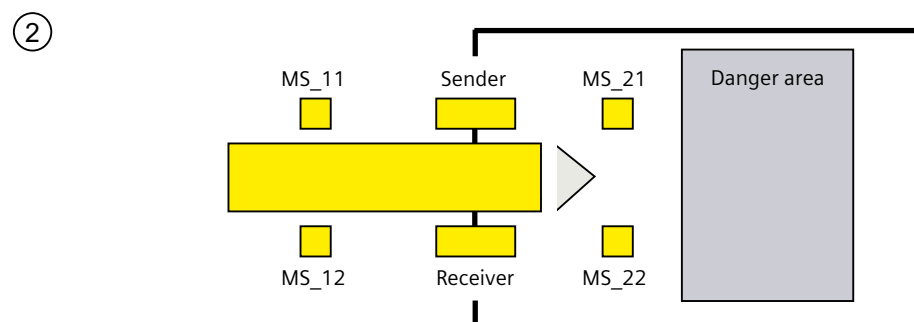 ②
MS_11 Sender MS_21 Danger area
MS_12 Receiver MS_22